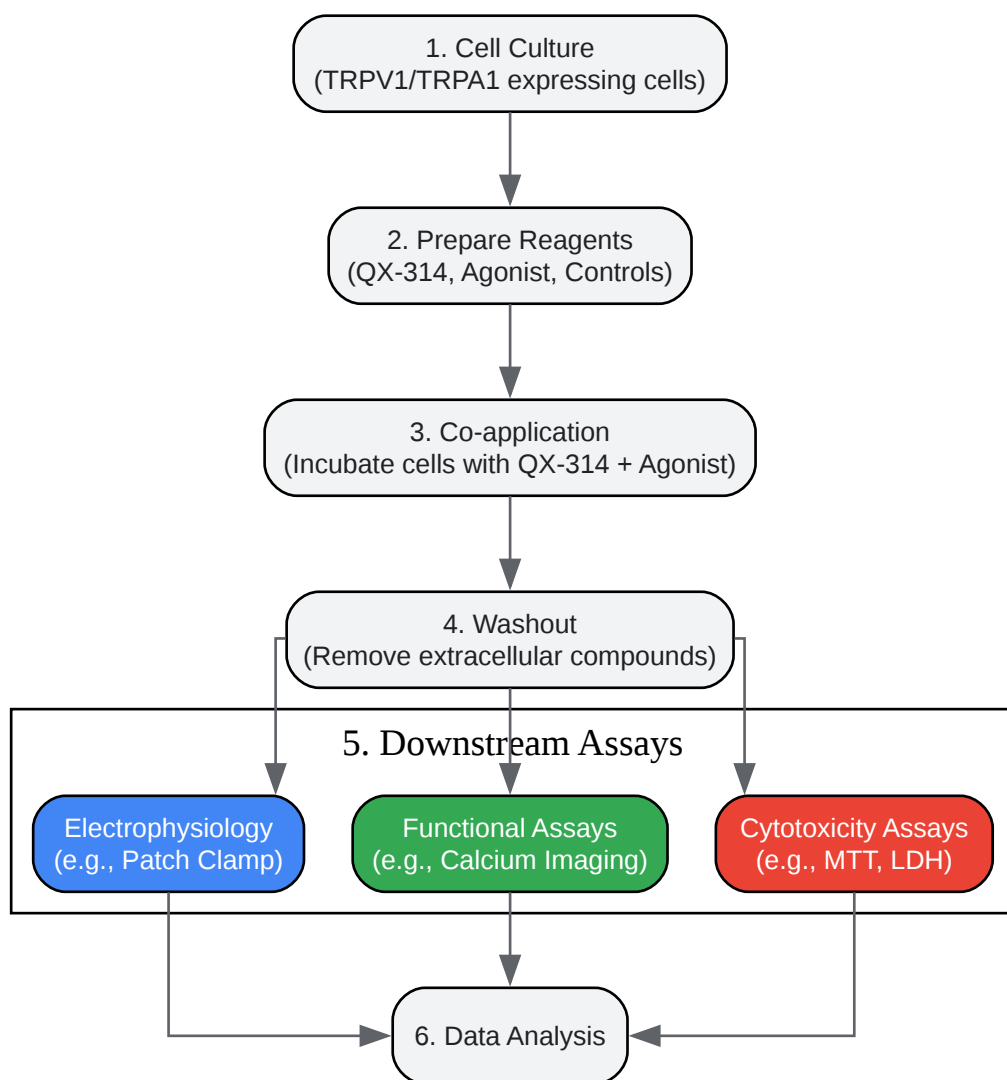 1. Cell Culture
(TRPV1/TRPA1 expressing cells)
2. Prepare Reagents
(QX-314, Agonist, Controls)
3. Co-application
(Incubate cells with QX-314 + Agonist)
4. Washout
(Remove extracellular compounds)
5. Downstream Assays
Electrophysiology
(e.g., Patch Clamp)
Functional Assays
(e.g., Calcium Imaging)
Cytotoxicity Assays
(e.g., MTT, LDH)
6. Data Analysis